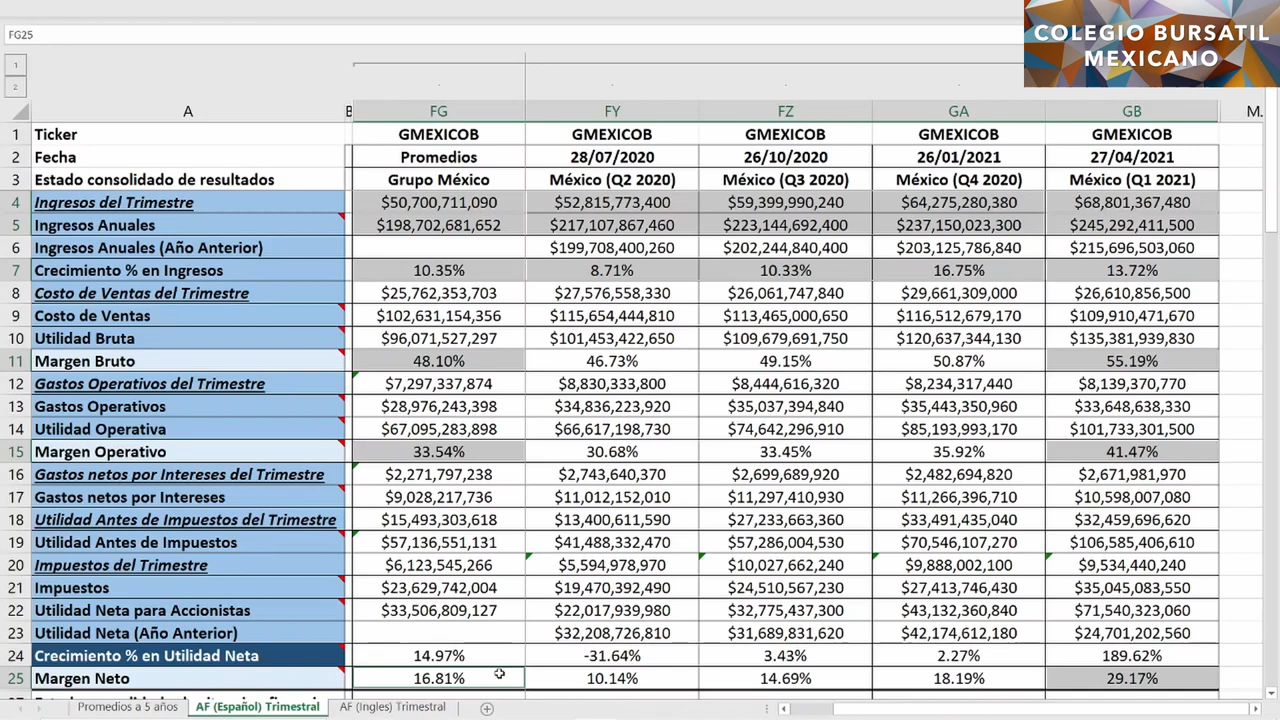 COLEGIO BURSATIL
MEXICANO
FG25
1
2
A B FG FY FZ GA GB M.
1 Ticker GMEXICOB GMEXICOB GMEXICOB GMEXICOB GMEXICOB
2 Fecha Promedios 28/07/2020 26/10/2020 26/01/2021 27/04/2021
3 Estado consolidado de resultados Grupo México México (Q2 2020) México (Q3 2020) México (Q4 2020) México (Q1 2021)
4 Ingresos del Trimestre $50,700,711,090 $52,815,773,400 $59,399,990,240 $64,275,280,380 $68,801,367,480
5 Ingresos Anuales $198,702,681,652 $217,107,867,460 $223,144,692,400 $237,150,023,300 $245,292,411,500
6 Ingresos Anuales (Año Anterior) $199,708,400,260 $202,244,840,400 $203,125,786,840 $215,696,503,060
7 Crecimiento % en Ingresos 10.35% 8.71% 10.33% 16.75% 13.72%
8 Costo de Ventas del Trimestre $25,762,353,703 $27,576,558,330 $26,061,747,840 $29,661,309,000 $26,610,856,500
9 Costo de Ventas $102,631,154,356 $115,654,444,810 $113,465,000,650 $116,512,679,170 $109,910,471,670
10 Utilidad Bruta $96,071,527,297 $101,453,422,650 $109,679,691,750 $120,637,344,130 $135,381,939,830
11 Margen Bruto 48.10% 46.73% 49.15% 50.87% 55.19%
12 Gastos Operativos del Trimestre $7,297,337,874 $8,830,333,800 $8,444,616,320 $8,234,317,440 $8,139,370,770
13 Gastos Operativos $28,976,243,398 $34,836,223,920 $35,037,394,840 $35,443,350,960 $33,648,638,330
14 Utilidad Operativa $67,095,283,898 $66,617,198,730 $74,642,296,910 $85,193,993,170 $101,733,301,500
15 Margen Operativo 33.54% 30.68% 33.45% 35.92% 41.47%
16 Gastos netos por Intereses del Trimestre $2,271,797,238 $2,743,640,370 $2,699,689,920 $2,482,694,820 $2,671,981,970
17 Gastos netos por Intereses $9,028,217,736 $11,012,152,010 $11,297,410,930 $11,266,396,710 $10,598,007,080
18 Utilidad Antes de Impuestos del Trimestre $15,493,303,618 $13,400,611,590 $27,233,663,360 $33,491,435,040 $32,459,696,620
19 Utilidad Antes de Impuestos $57,136,551,131 $41,488,332,470 $57,286,004,530 $70,546,107,270 $106,585,406,610
20 Impuestos del Trimestre $6,123,545,266 $5,594,978,970 $10,027,662,240 $9,888,002,100 $9,534,440,240
21 Impuestos $23,629,742,004 $19,470,392,490 $24,510,567,230 $27,413,746,430 $35,045,083,550
22 Utilidad Neta para Accionistas $33,506,809,127 $22,017,939,980 $32,775,437,300 $43,132,360,840 $71,540,323,060
23 Utilidad Neta (Año Anterior) $32,208,726,810 $31,689,831,620 $42,174,612,180 $24,701,202,560
24 Crecimiento % en Utilidad Neta 14.97% -31.64% 3.43% 2.27% 189.62%
25 Margen Neto 16.81% 10.14% 14.69% 18.19% 29.17%
Promedios a 5 años AF (Español) Trimestral AF (Ingles) Trimestral